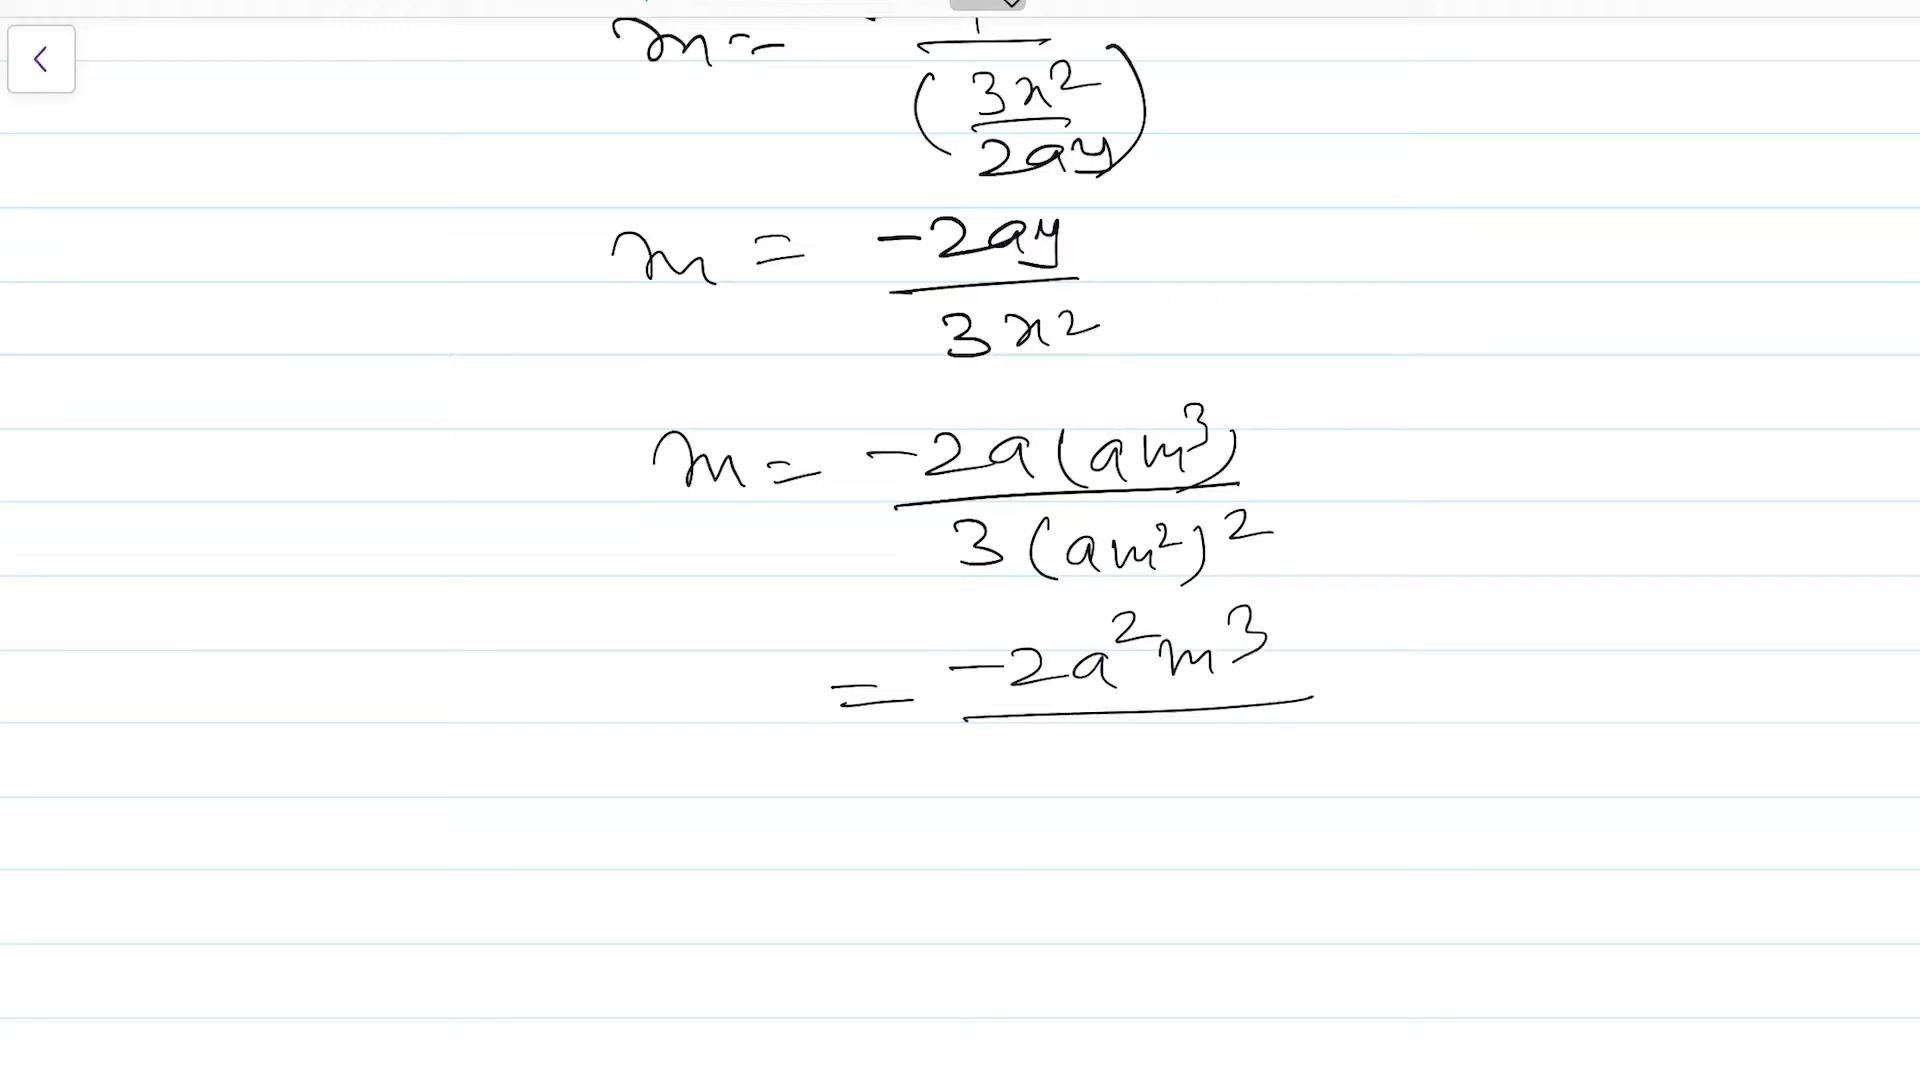 m = - 1 / (3x² / 2ay)
m = -2ay / 3x²
m = -2a(am³) / 3(am²)²
= -2a²m³ /